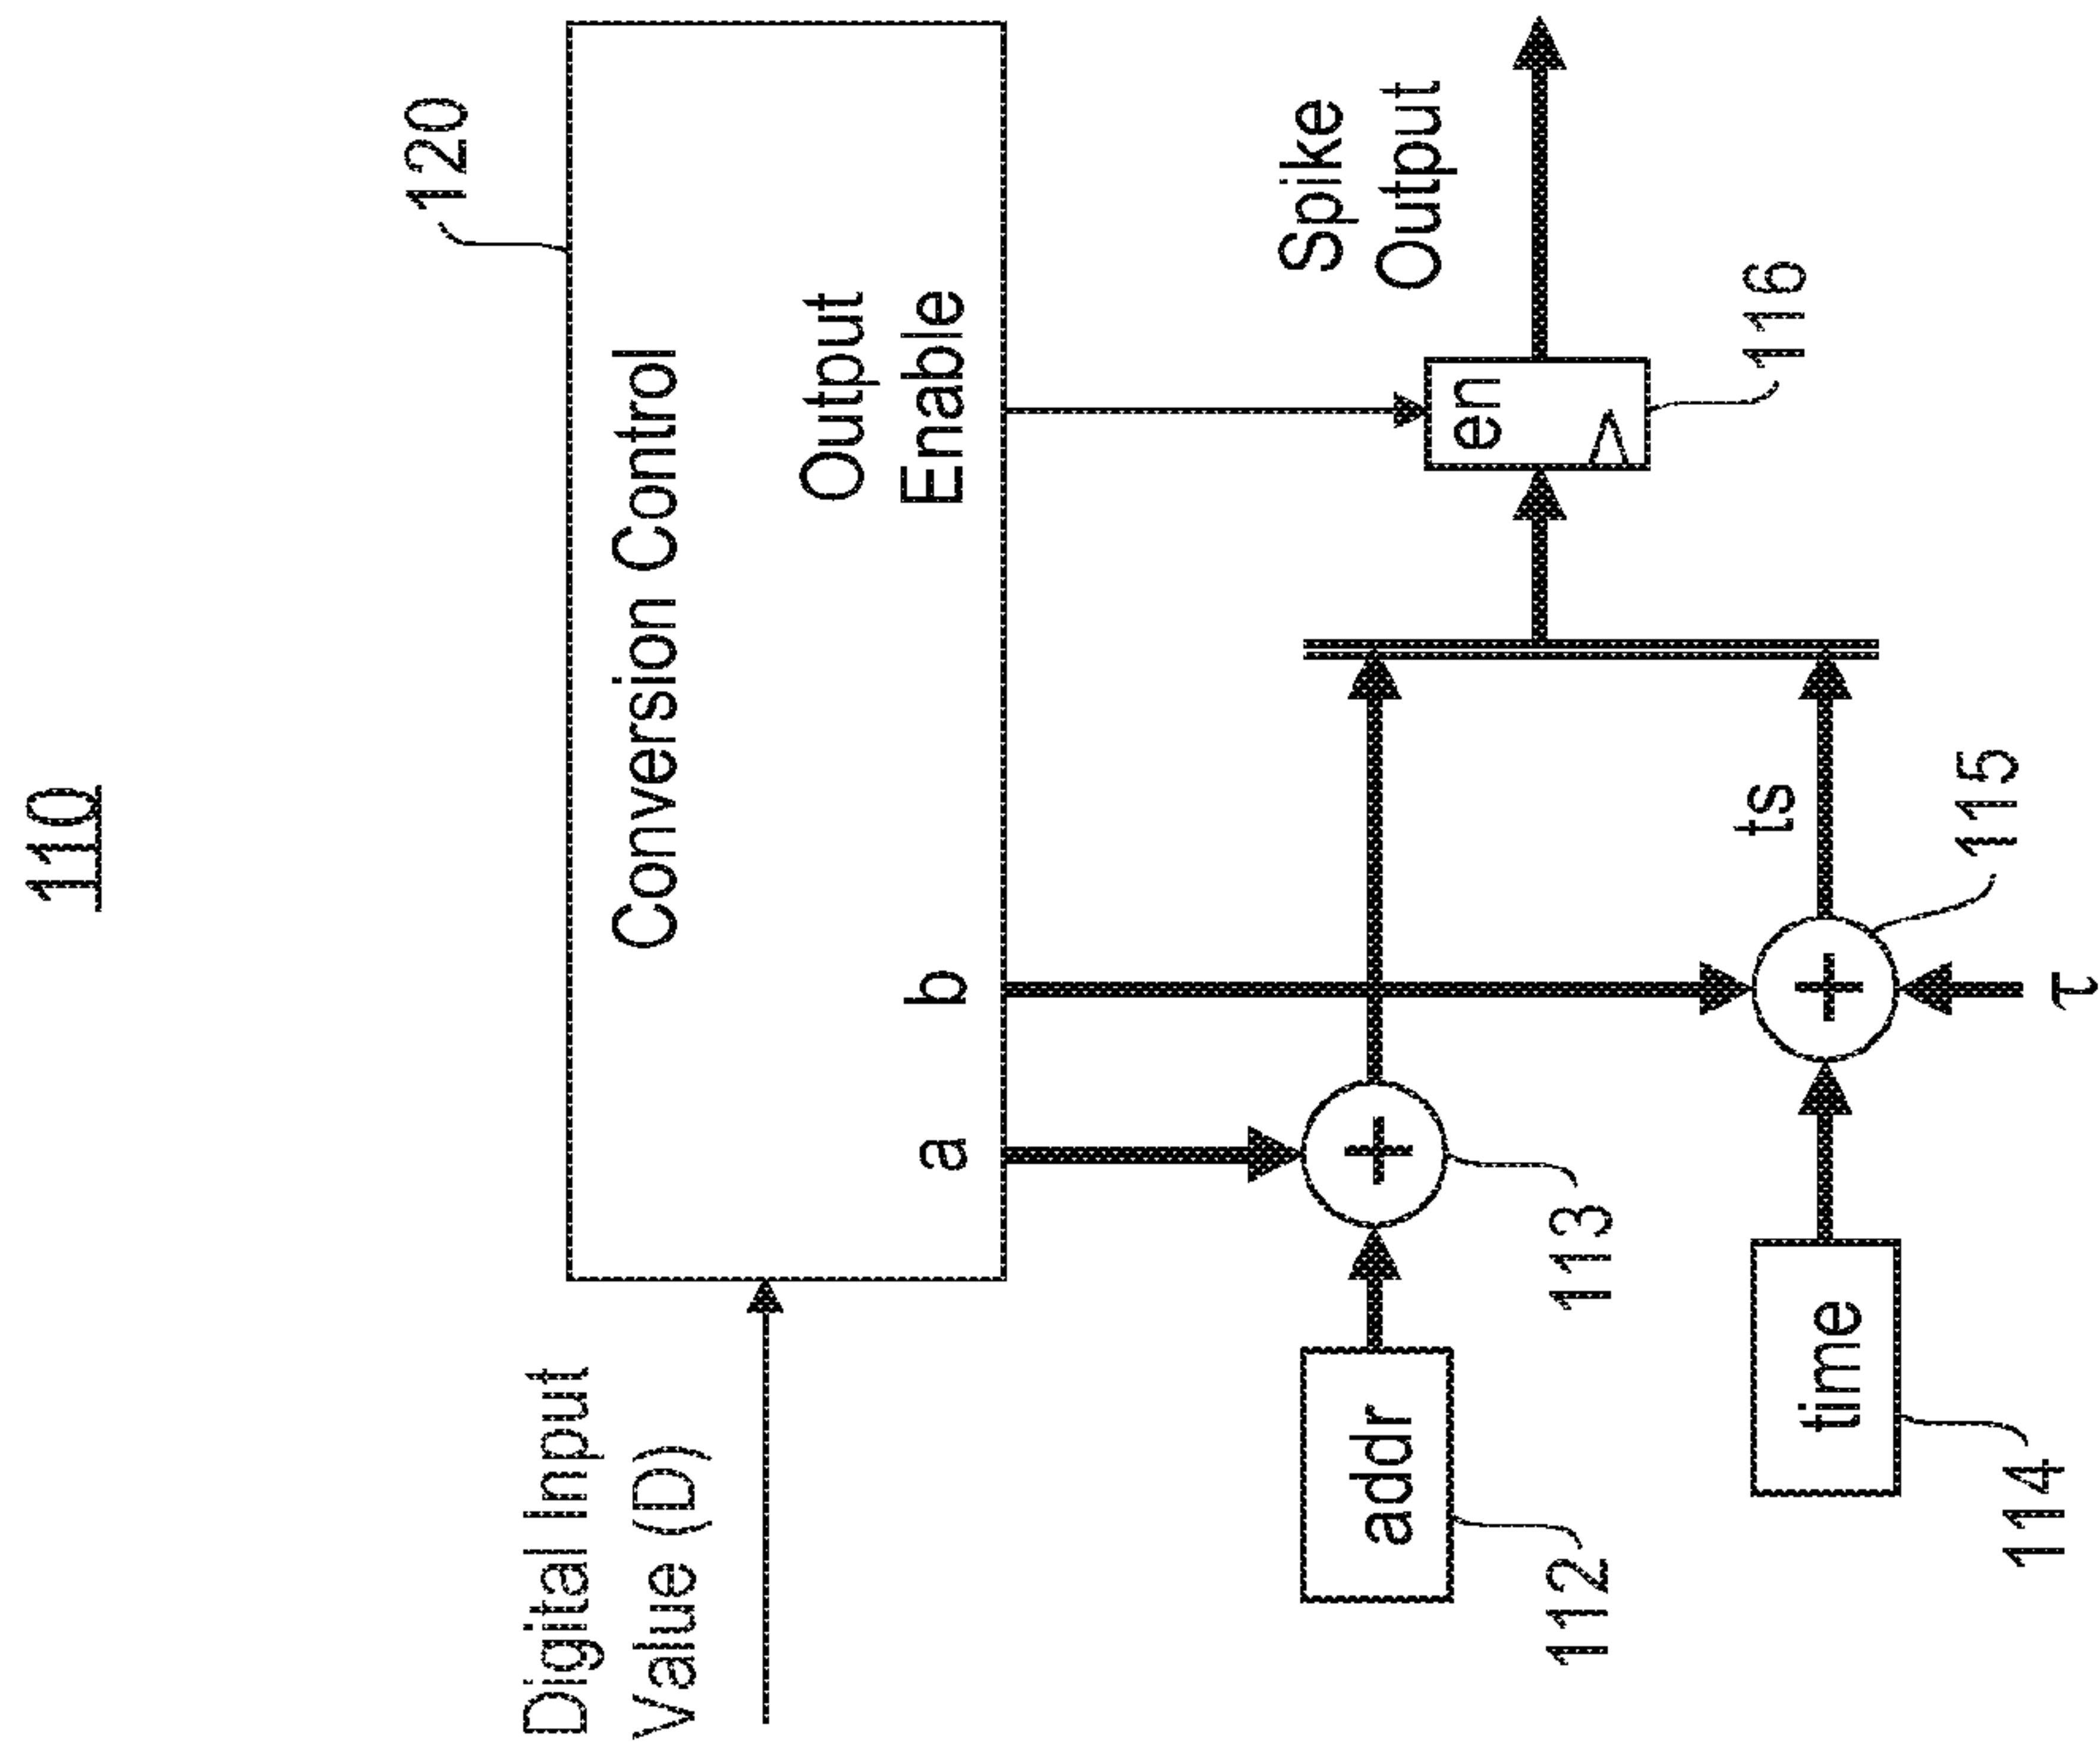 110
120
Conversion Control
Digital Input
Value (D)
Output
Enable
a
b
Spike
Output
en
116
addr
112
113
ts
115
time
114
τ
+
+